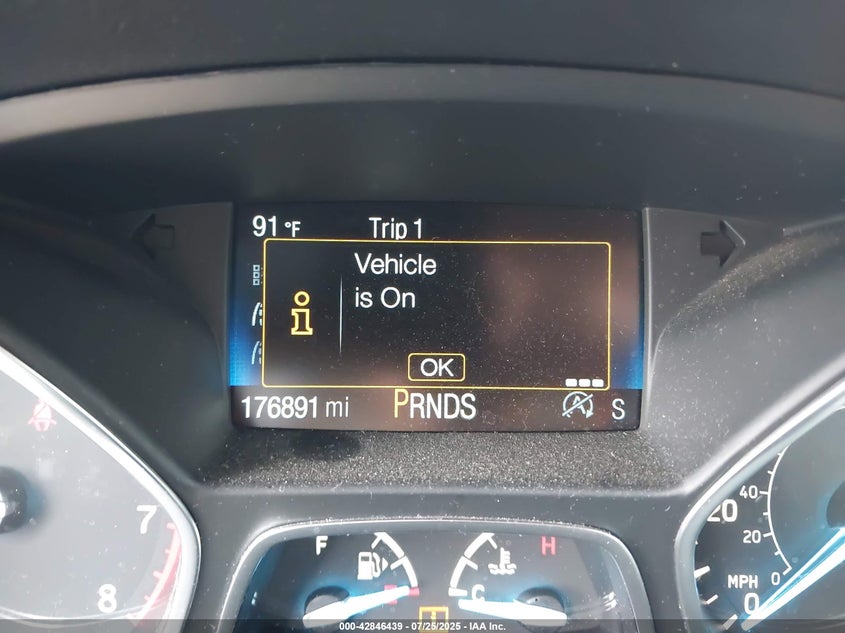 91 °F Trip 1
Vehicle
is On
OK
176891 mi PRNDS S
7
8
F
H
C
20
0
40
20
0
MPH
000-42846439 - 07/25/2025 - IAA Inc.